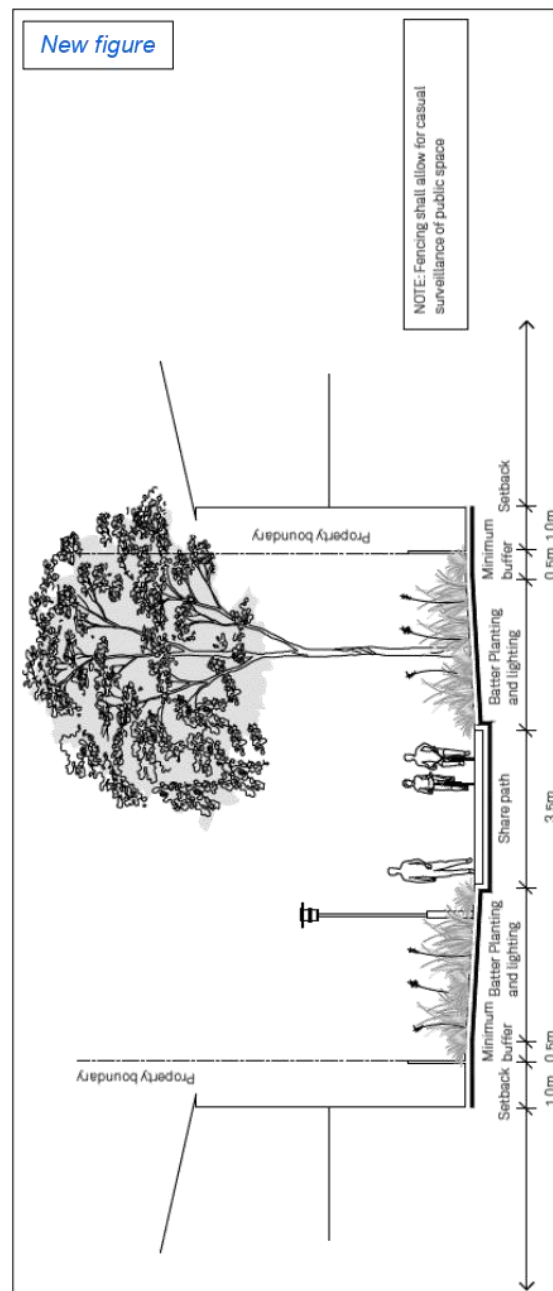 New figure
NOTE: Fencing shall allow for casual
surveillance of public space
Property boundary
Property boundary
Setback
Minimum
buffer
Batter Planting
and lighting
Share path
Batter Planting
and lighting
Minimum
buffer
Setback
1.0m
0.5m
3.5m
0.5m
1.0m